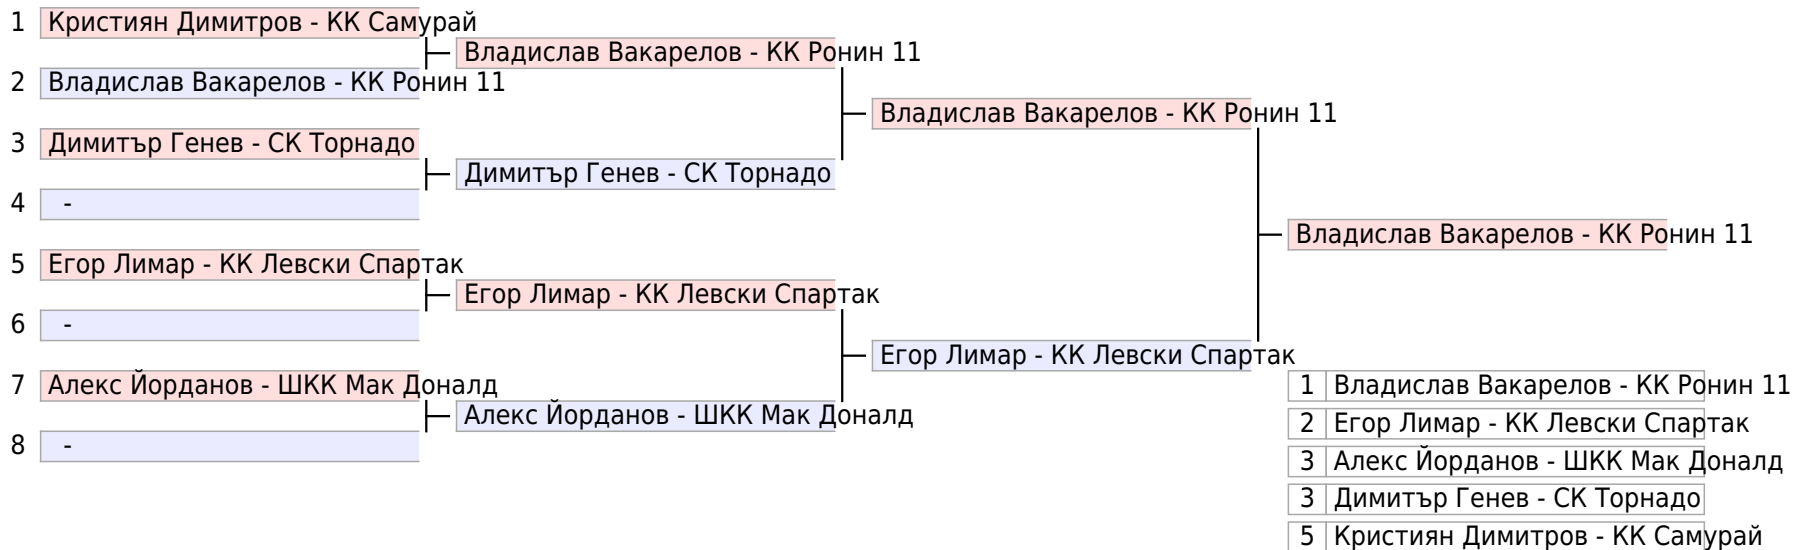 1 Кристиян Димитров - КК Самурай
Владислав Вакарелов - КК Ронин 11
2 Владислав Вакарелов - КК Ронин 11
Владислав Вакарелов - КК Ронин 11
3 Димитър Генев - СК Торнадо
Димитър Генев - СК Торнадо
4 -
Владислав Вакарелов - КК Ронин 11
5 Егор Лимар - КК Левски Спартак
Егор Лимар - КК Левски Спартак
6 -
Егор Лимар - КК Левски Спартак
7 Алекс Йорданов - ШКК Мак Доналд
Алекс Йорданов - ШКК Мак Доналд
8 -
1 Владислав Вакарелов - КК Ронин 11
2 Егор Лимар - КК Левски Спартак
3 Алекс Йорданов - ШКК Мак Доналд
3 Димитър Генев - СК Торнадо
5 Кристиян Димитров - КК Самурай